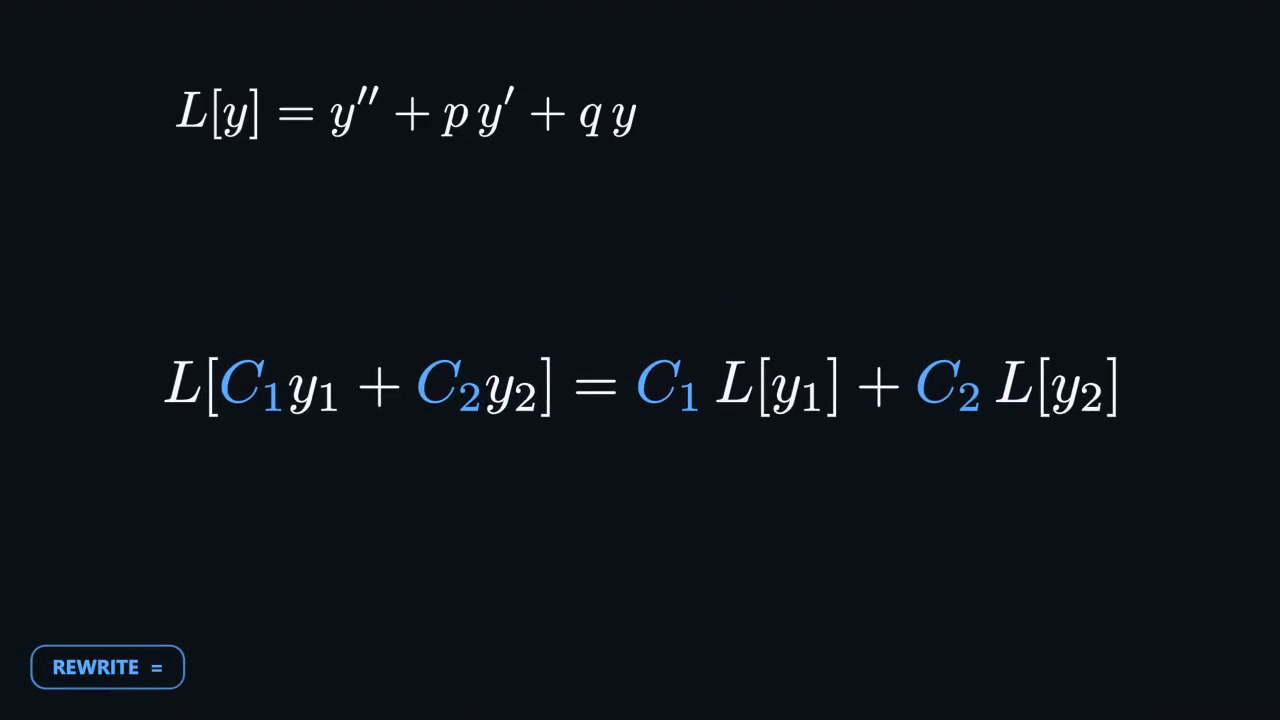 L[y] = y″ + p y′ + q y
L[C₁y₁ + C₂y₂] = C₁ L[y₁] + C₂ L[y₂]
REWRITE =